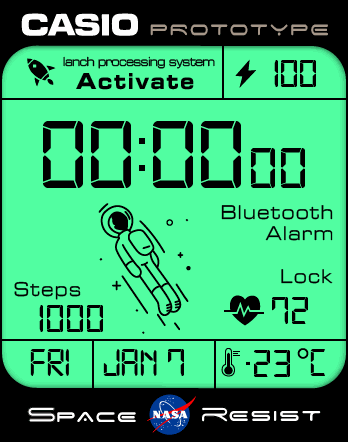 CASIO PROTOTYPE
lanch processing system
Activate
100
00:00 00
Bluetooth
Alarm
Lock
72
Steps
1000
FRI
JAN 7
-23 °C
SPACE NASA RESIST